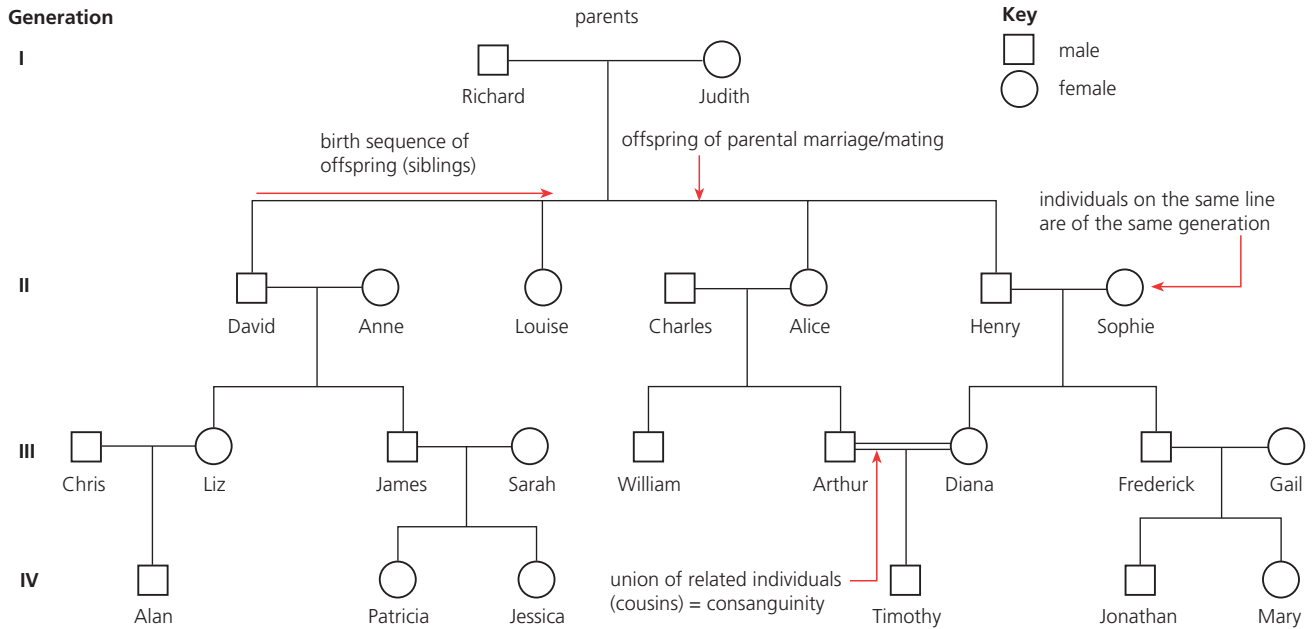 Generation
parents
Key
I
male
female
Richard
Judith
birth sequence of
offspring (siblings)
offspring of parental marriage/mating
individuals on the same line
are of the same generation
II
David
Anne
Louise
Charles
Alice
Henry
Sophie
III
Chris
Liz
James
Sarah
William
Arthur
Diana
Frederick
Gail
IV
union of related individuals
(cousins) = consanguinity
Alan
Patricia
Jessica
Timothy
Jonathan
Mary